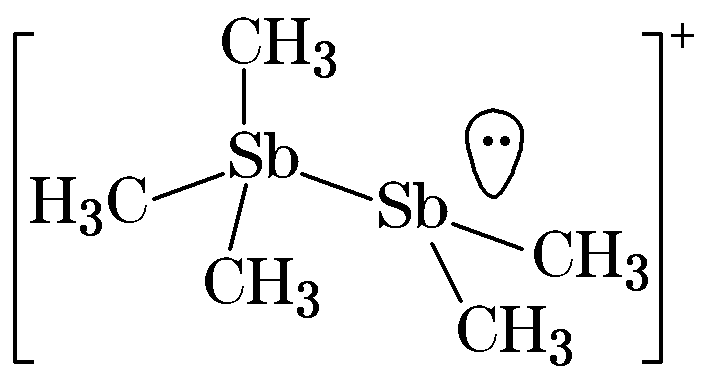 [CH₃]⁺
Sb
H₃C Sb
CH₃ CH₃
CH₃